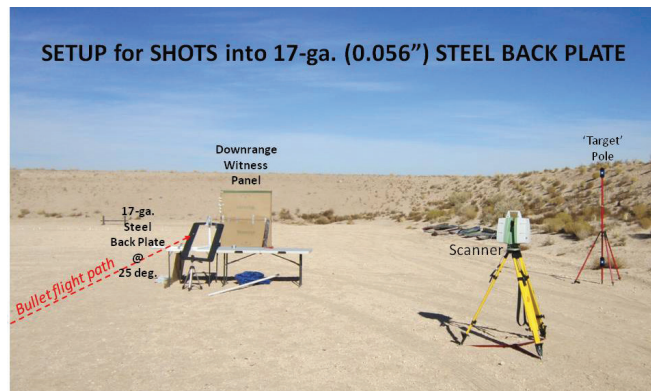 SETUP for SHOTS into 17-ga. (0.056”) STEEL BACK PLATE
Downrange
Witness
Panel
‘Target’
Pole
17-ga.
Steel
Back Plate
@
25 deg.
Scanner
Bullet flight path